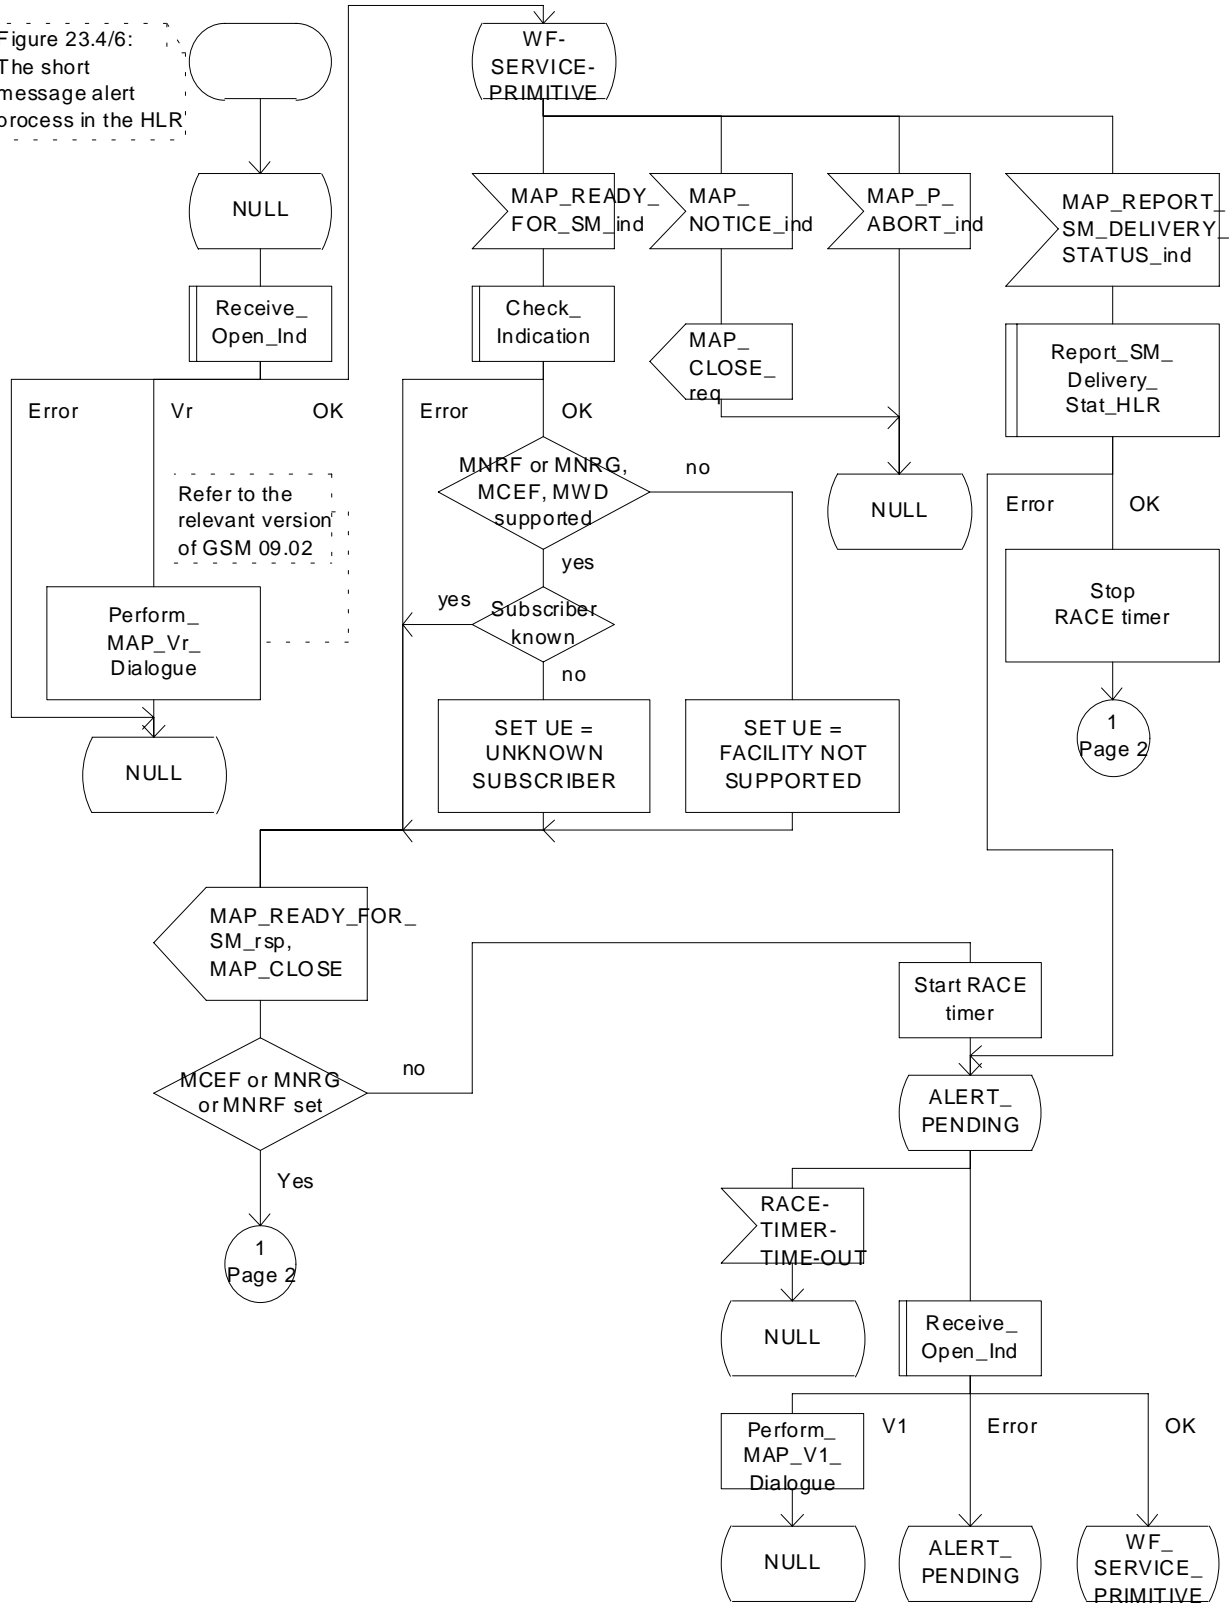 Figure 23.4/6:
The short
message alert
process in the HLR
WF-
SERVICE-
PRIMITIVE
NULL
MAP_READY_
FOR_SM_ind
MAP_
NOTICE_ind
MAP_P_
ABORT_ind
MAP_REPORT_
SM_DELIVERY_
STATUS_ind
Receive_
Open_Ind
Check_
Indication
MAP_
CLOSE_
req
Report_SM_
Delivery_
Stat_HLR
Error
Vr
OK
Error
OK
MNRF or MNRG,
MCEF, MWD
supported
no
yes
Refer to the
relevant version
of GSM 09.02
NULL
Error
OK
Perform_
MAP_Vr_
Dialogue
yes
Subscriber
known
no
Stop
RACE timer
NULL
SET UE =
UNKNOWN
SUBSCRIBER
SET UE =
FACILITY NOT
SUPPORTED
1
Page 2
MAP_READY_FOR_
SM_rsp,
MAP_CLOSE
Start RACE
timer
MCEF or MNRG
or MNRF set
no
Yes
ALERT_
PENDING
1
Page 2
RACE-
TIMER-
TIME-OUT
NULL
Receive_
Open_Ind
Perform_
MAP_V1_
Dialogue
V1
Error
OK
NULL
ALERT_
PENDING
WF_
SERVICE_
PRIMITIVE